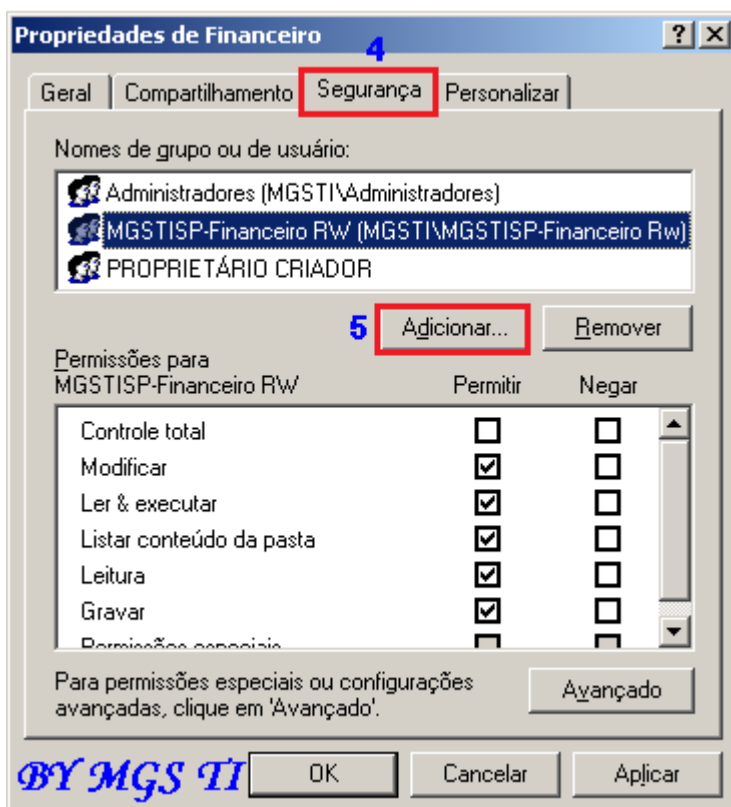 Propriedades de Financeiro ? X
4
Geral Compartilhamento Segurança Personalizar
Nomes de grupo ou de usuário:
Administradores (MGSTI\Administradores)
MGSTISP-Financeiro RW (MGSTI\MGSTISP-Financeiro Rw)
PROPRIETÁRIO CRIADOR
5 Adicionar... Remover
Permissões para
MGSTISP-Financeiro RW Permitir Negar
Controle total
Modificar
Ler & executar
Listar conteúdo da pasta
Leitura
Gravar
Permissões especiais
Para permissões especiais ou configurações
avançadas, clique em 'Avançado'.
Avançado
BY MGS TI OK Cancelar Aplicar